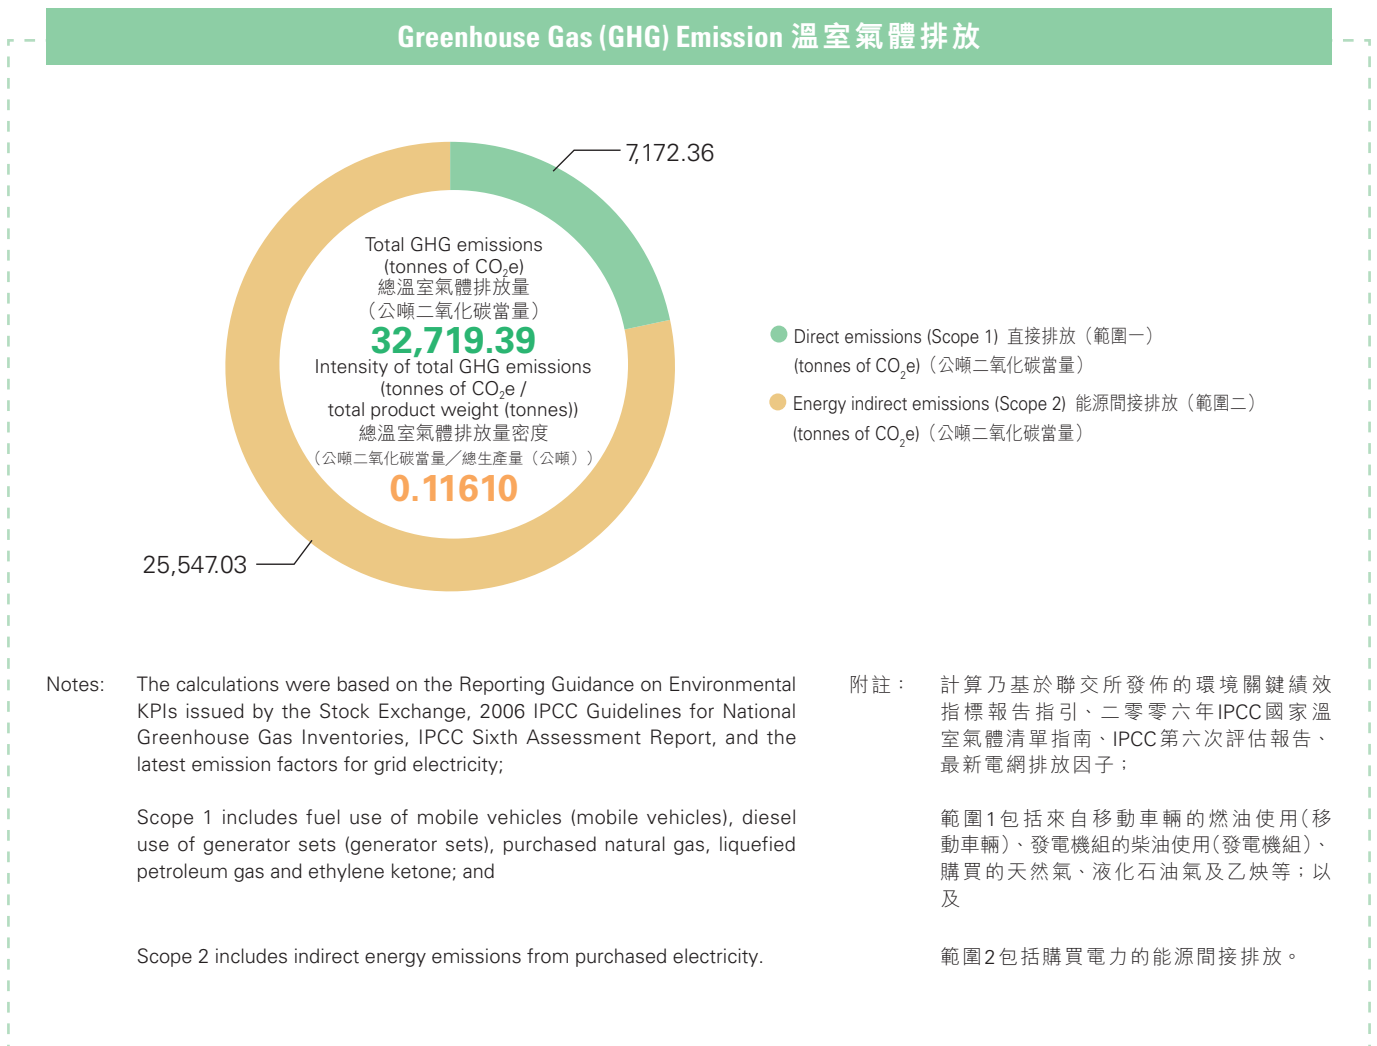 Greenhouse Gas (GHG) Emission 溫室氣體排放
7,172.36
Total GHG emissions
(tonnes of CO₂e)
總溫室氣體排放量
（公噸二氧化碳當量）
32,719.39
Intensity of total GHG emissions
(tonnes of CO₂e /
total product weight (tonnes))
總溫室氣體排放量密度
（公噸二氧化碳當量／總生產量（公噸））
0.11610
25,547.03
Direct emissions (Scope 1) 直接排放（範圍一）
(tonnes of CO₂e)（公噸二氧化碳當量）
Energy indirect emissions (Scope 2) 能源間接排放（範圍二）
(tonnes of CO₂e)（公噸二氧化碳當量）
Notes:
The calculations were based on the Reporting Guidance on Environmental
KPIs issued by the Stock Exchange, 2006 IPCC Guidelines for National
Greenhouse Gas Inventories, IPCC Sixth Assessment Report, and the
latest emission factors for grid electricity;
Scope 1 includes fuel use of mobile vehicles (mobile vehicles), diesel
use of generator sets (generator sets), purchased natural gas, liquefied
petroleum gas and ethylene ketone; and
Scope 2 includes indirect energy emissions from purchased electricity.
附註：
計算乃基於聯交所發佈的環境關鍵績效
指標報告指引、二零零六年IPCC國家溫
室氣體清單指南、IPCC第六次評估報告、
最新電網排放因子；
範圍1包括來自移動車輛的燃油使用(移
動車輛)、發電機組的柴油使用(發電機組)、
購買的天然氣、液化石油氣及乙炔等；以
及
範圍2包括購買電力的能源間接排放。